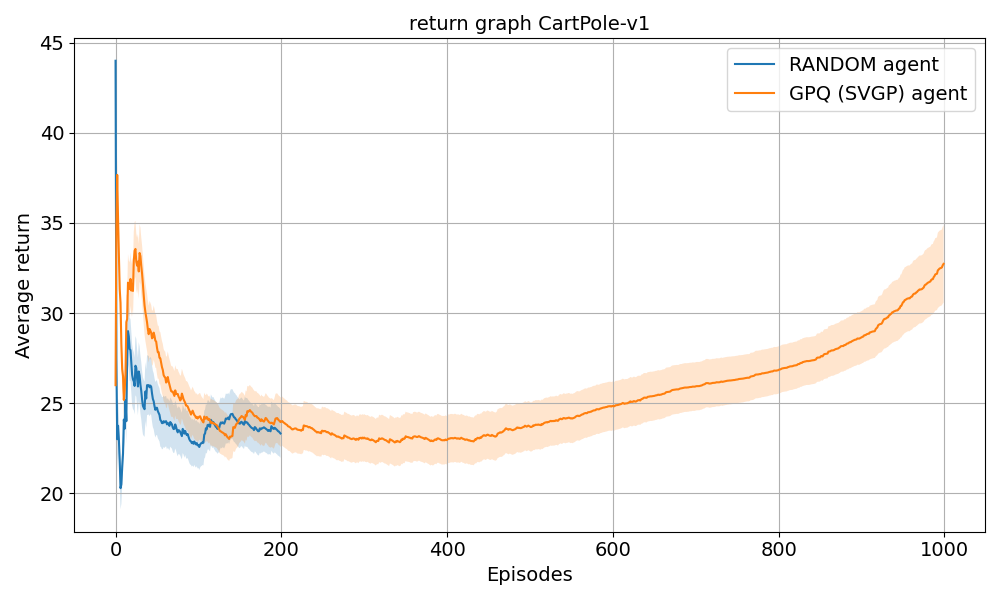 return graph CartPole-v1
RANDOM agent
GPQ (SVGP) agent
Average return
45
40
35
30
25
20
0 200 400 600 800 1000
Episodes